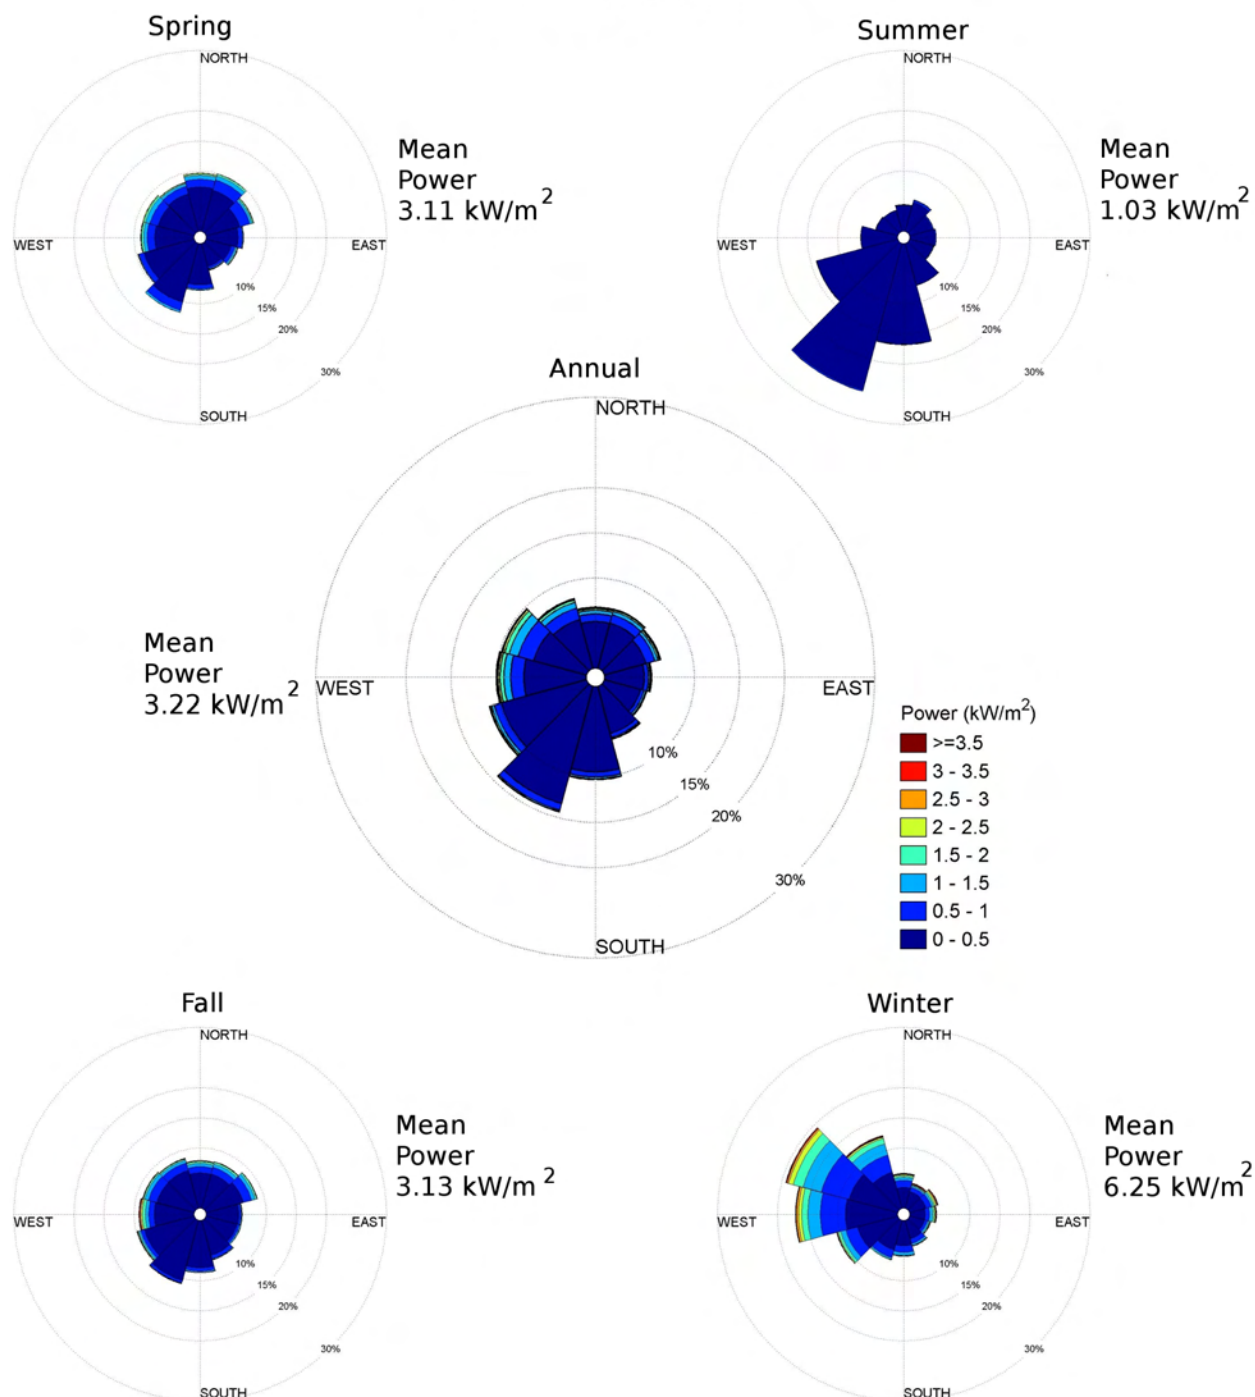 Spring
NORTH
WEST
EAST
SOUTH
10%
15%
20%
30%
Mean
Power
3.11 kW/m²
Summer
NORTH
WEST
EAST
SOUTH
10%
15%
20%
30%
Mean
Power
1.03 kW/m²
Annual
NORTH
WEST
EAST
SOUTH
10%
15%
20%
30%
Mean
Power
3.22 kW/m²
Power (kW/m²)
>=3.5
3 - 3.5
2.5 - 3
2 - 2.5
1.5 - 2
1 - 1.5
0.5 - 1
0 - 0.5
Fall
NORTH
WEST
EAST
SOUTH
10%
15%
20%
30%
Mean
Power
3.13 kW/m²
Winter
NORTH
WEST
EAST
SOUTH
10%
15%
20%
30%
Mean
Power
6.25 kW/m²